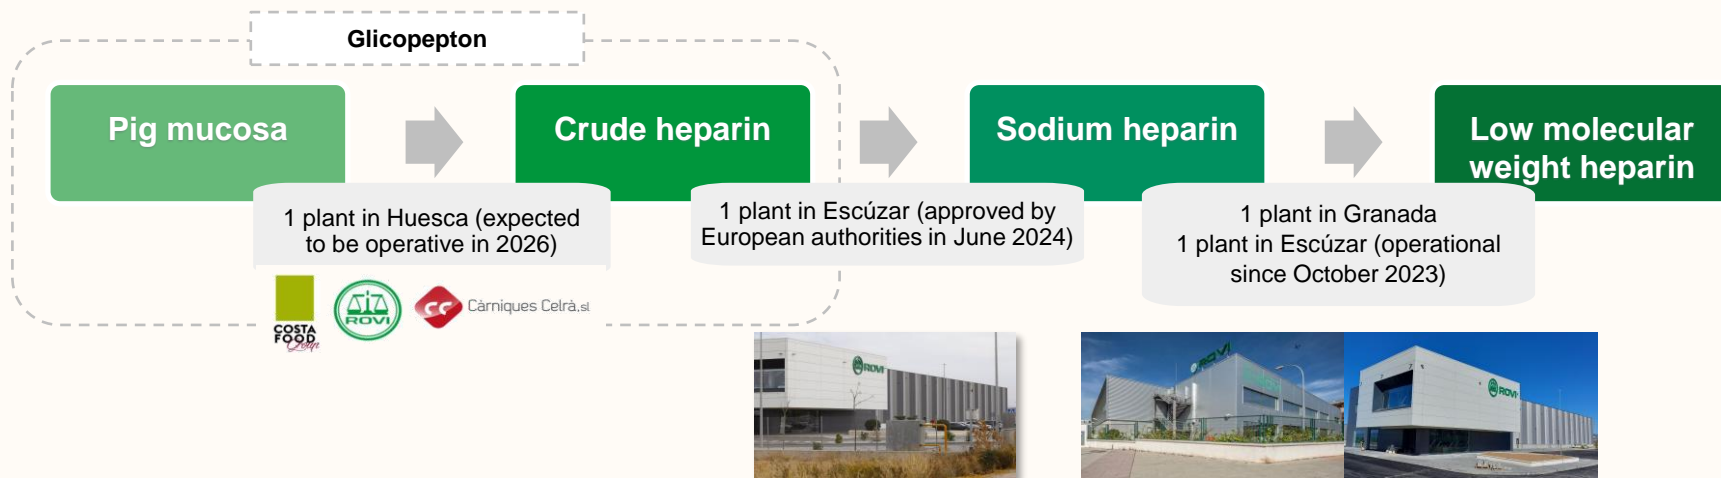 Glicopepton
Pig mucosa
Crude heparin
Sodium heparin
Low molecular
weight heparin
1 plant in Huesca (expected
to be operative in 2026)
1 plant in Escúzar (approved by
European authorities in June 2024)
1 plant in Granada
1 plant in Escúzar (operational
since October 2023)
COSTA
FOOD
Group
ROVI
CC
Càrniques Celrà,sl
ROVI
ROVI
ROVI